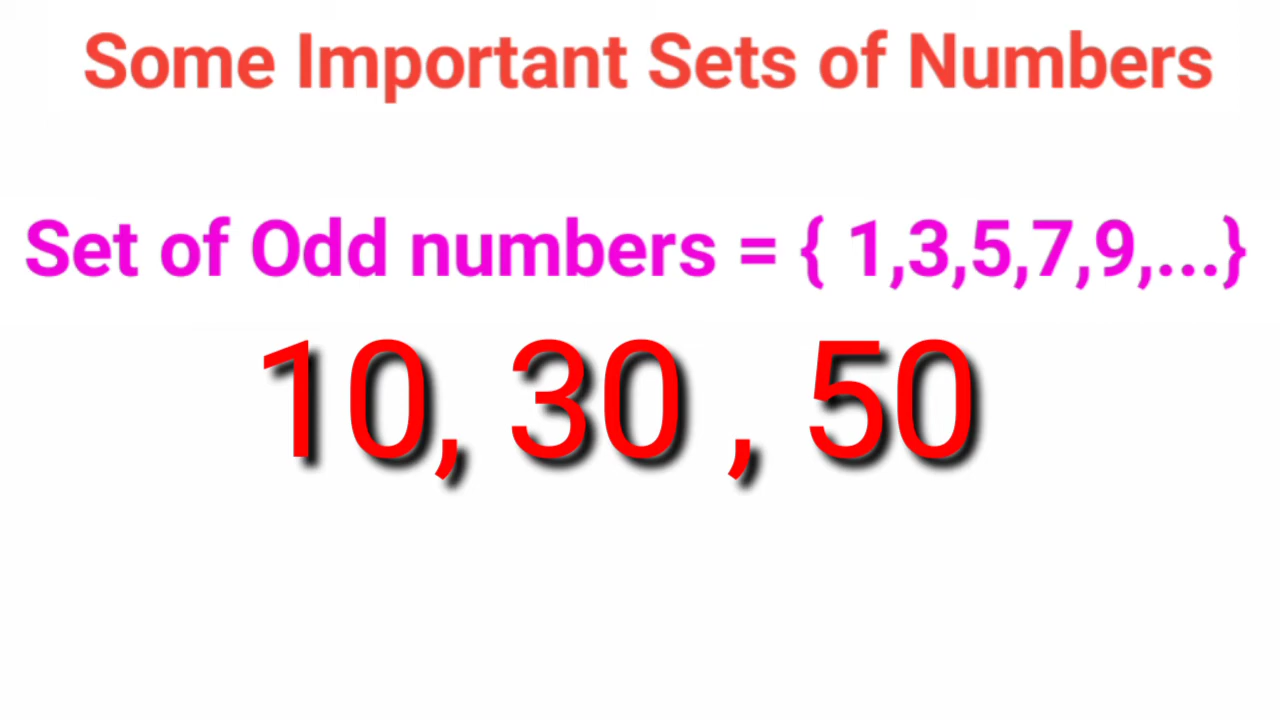 Some Important Sets of Numbers
Set of Odd numbers = { 1,3,5,7,9,...}
10, 30 , 50